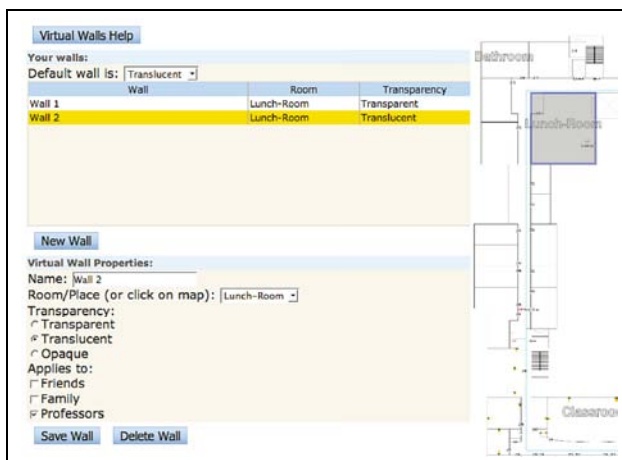 Virtual Walls Help
Your walls:
Default wall is: Translucent
Wall Room Transparency
Wall 1 Lunch-Room Transparent
Wall 2 Lunch-Room Translucent
New Wall
Virtual Wall Properties:
Name: Wall 2
Room/Place (or click on map): Lunch-Room
Transparency:
Transparent
Translucent
Opaque
Applies to:
Friends
Family
Professors
Save Wall Delete Wall
Bathroom
Lunch-Room